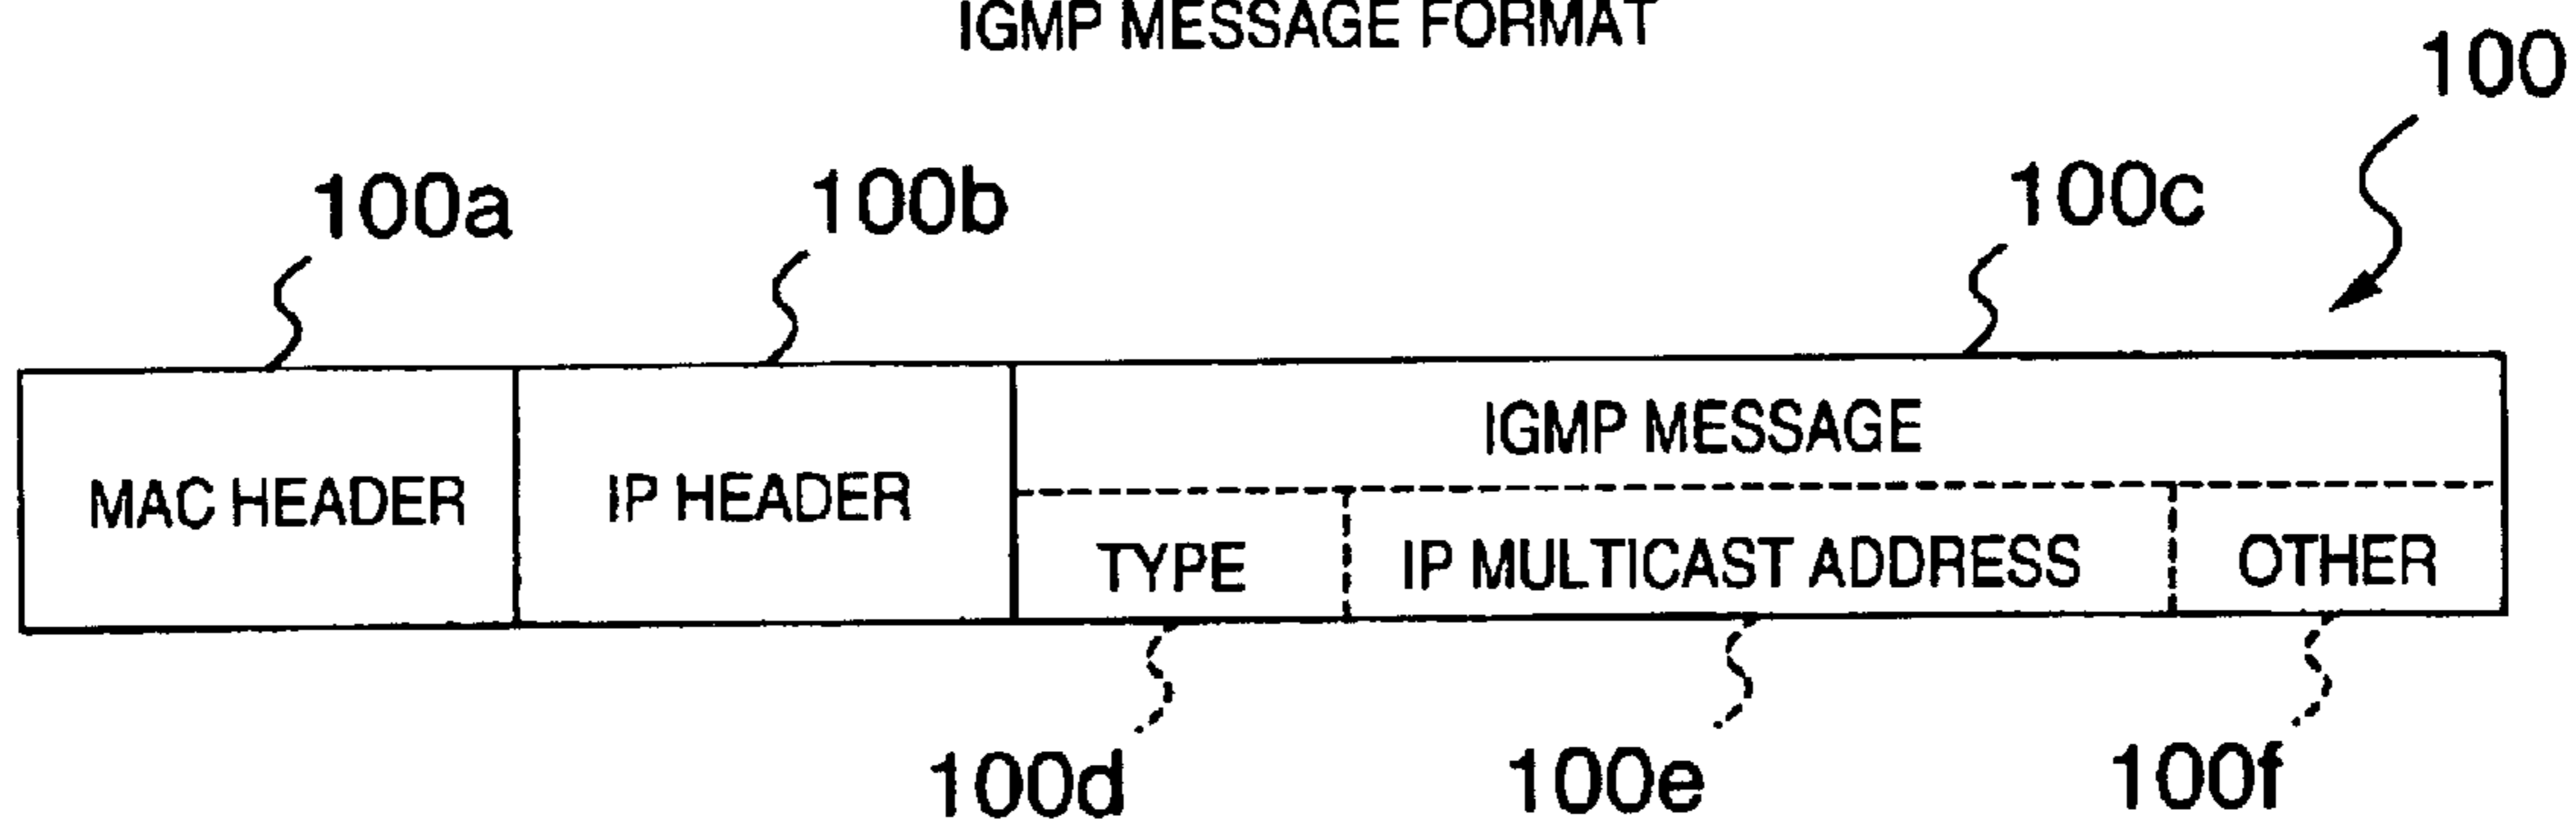 IGMP MESSAGE FORMAT
100
100a
100b
100c
IGMP MESSAGE
MAC HEADER
IP HEADER
TYPE
IP MULTICAST ADDRESS
OTHER
100d
100e
100f